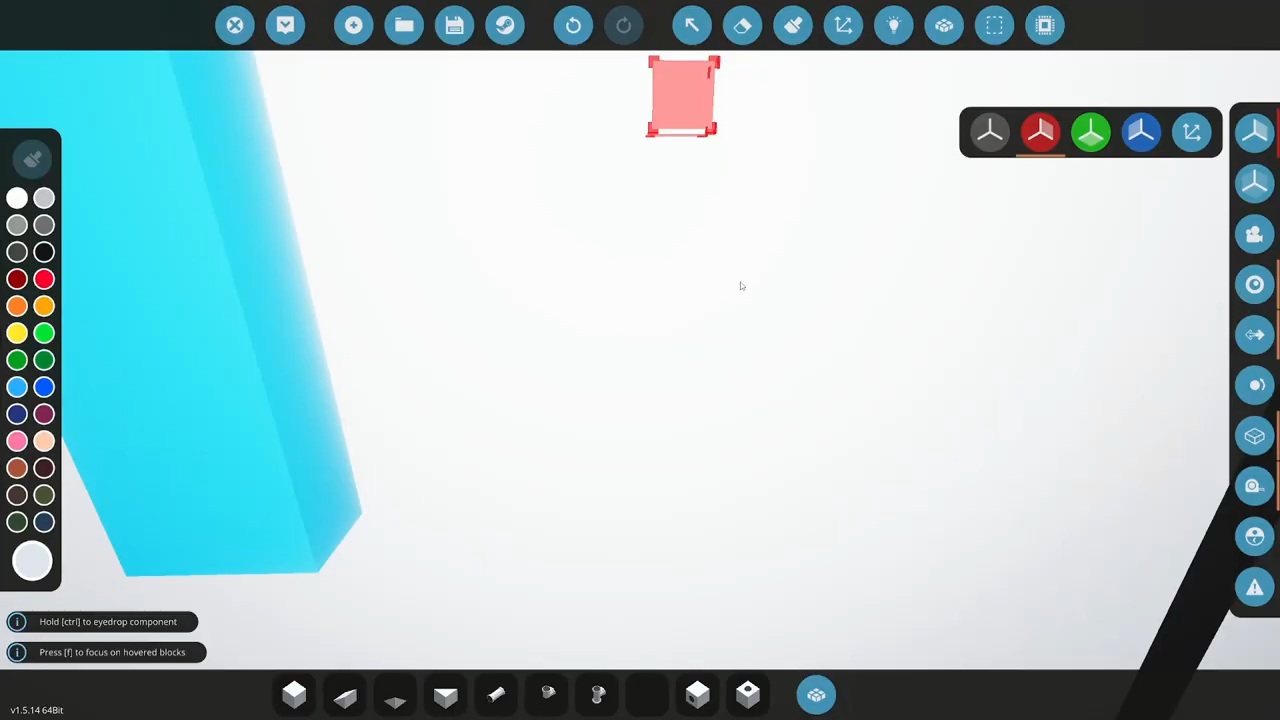 Hold [ctrl] to eyedrop component
Press [f] to focus on hovered blocks
v1.5.14 64Bit